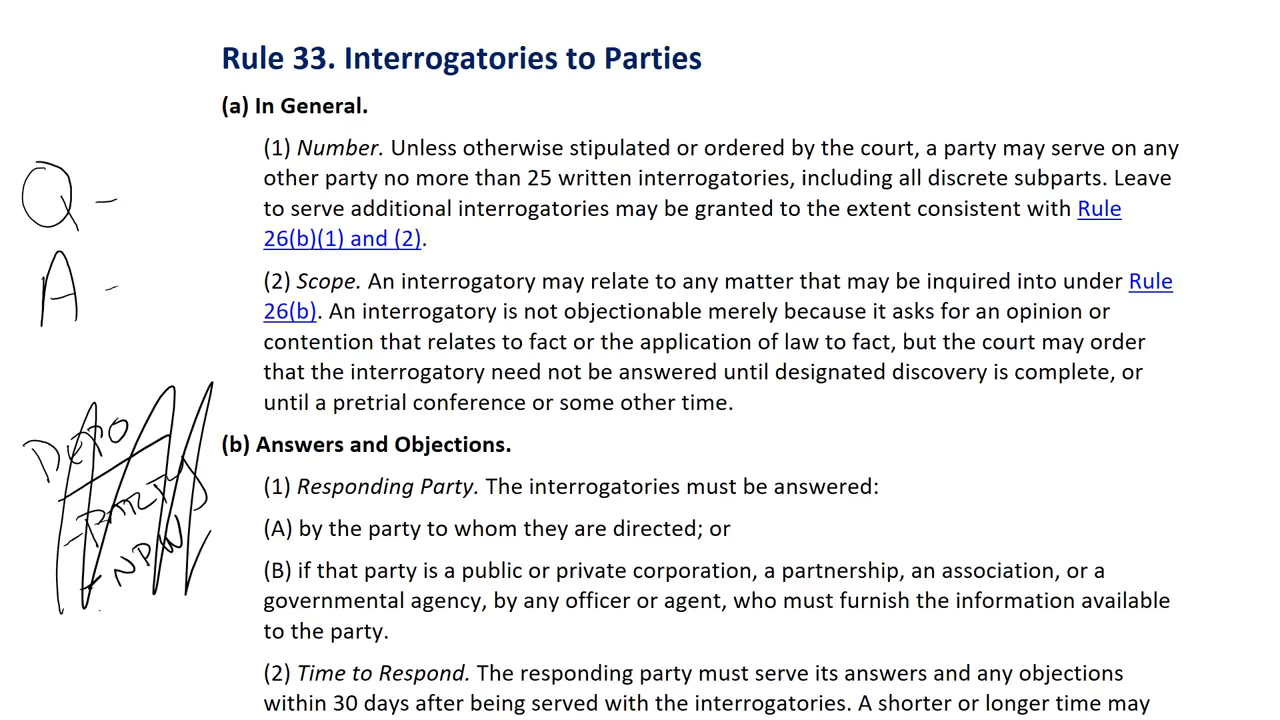 Rule 33. Interrogatories to Parties
(a) In General.
(1) Number. Unless otherwise stipulated or ordered by the court, a party may serve on any
other party no more than 25 written interrogatories, including all discrete subparts. Leave
to serve additional interrogatories may be granted to the extent consistent with Rule
26(b)(1) and (2).
Q -
A -
(2) Scope. An interrogatory may relate to any matter that may be inquired into under Rule
26(b). An interrogatory is not objectionable merely because it asks for an opinion or
contention that relates to fact or the application of law to fact, but the court may order
that the interrogatory need not be answered until designated discovery is complete, or
until a pretrial conference or some other time.
DEPO
- PARTY
- NPW
(b) Answers and Objections.
(1) Responding Party. The interrogatories must be answered:
(A) by the party to whom they are directed; or
(B) if that party is a public or private corporation, a partnership, an association, or a
governmental agency, by any officer or agent, who must furnish the information available
to the party.
(2) Time to Respond. The responding party must serve its answers and any objections
within 30 days after being served with the interrogatories. A shorter or longer time may